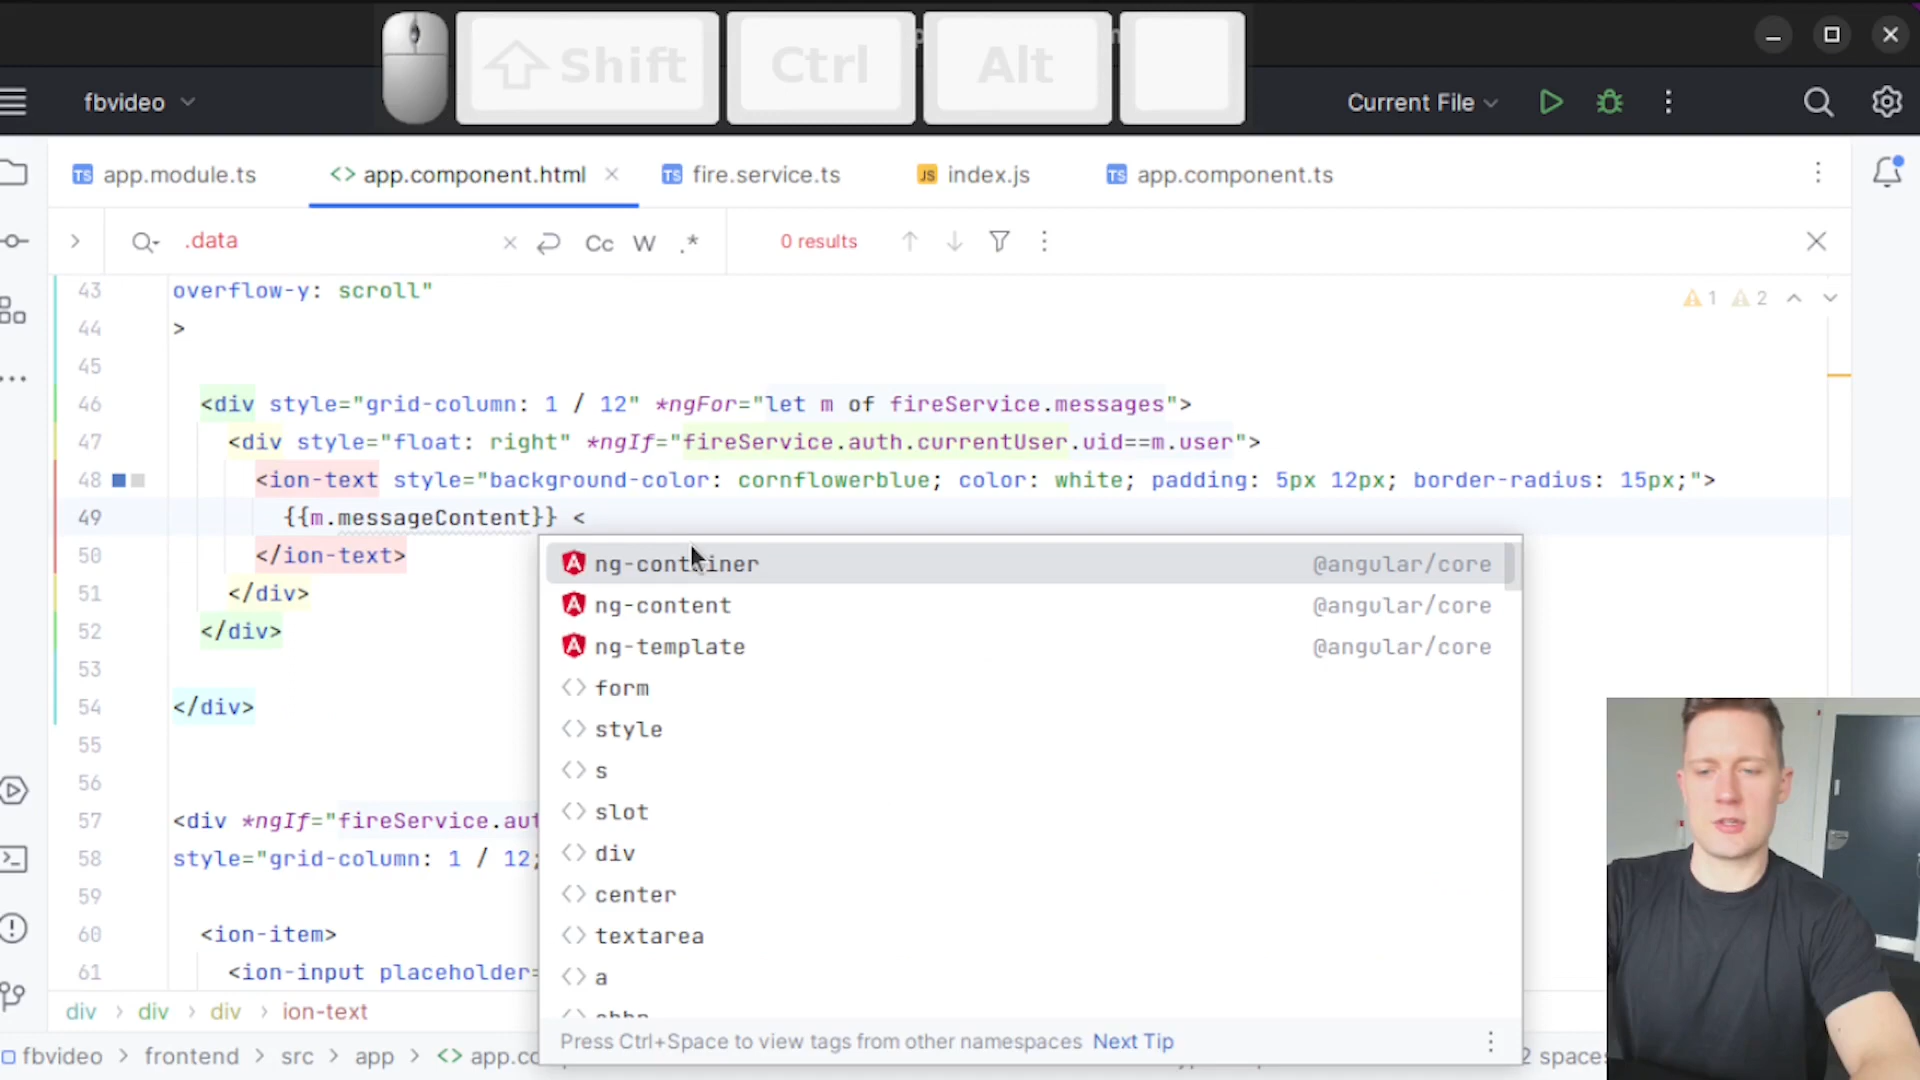 Shift Ctrl Alt
fbvideo
Current File
app.module.ts
app.component.html
fire.service.ts
index.js
app.component.ts
.data
Cc W .*
0 results
43 overflow-y: scroll"
44 >
45
46 <div style="grid-column: 1 / 12" *ngFor="let m of fireService.messages">
47 <div style="float: right" *ngIf="fireService.auth.currentUser.uid==m.user">
48 <ion-text style="background-color: cornflowerblue; color: white; padding: 5px 12px; border-radius: 15px;">
49 {{m.messageContent}} <
50 </ion-text>
51 </div>
52 </div>
53
54 </div>
55
56
57 <div *ngIf="fireService.aut
58 style="grid-column: 1 / 12;
59
60 <ion-item>
61 <ion-input placeholder=
1 2
ng-container @angular/core
ng-content @angular/core
ng-template @angular/core
form
style
s
slot
div
center
textarea
a
Press Ctrl+Space to view tags from other namespaces Next Tip
div > div > div > ion-text
fbvideo > frontend > src > app > <> app.co
2 spaces